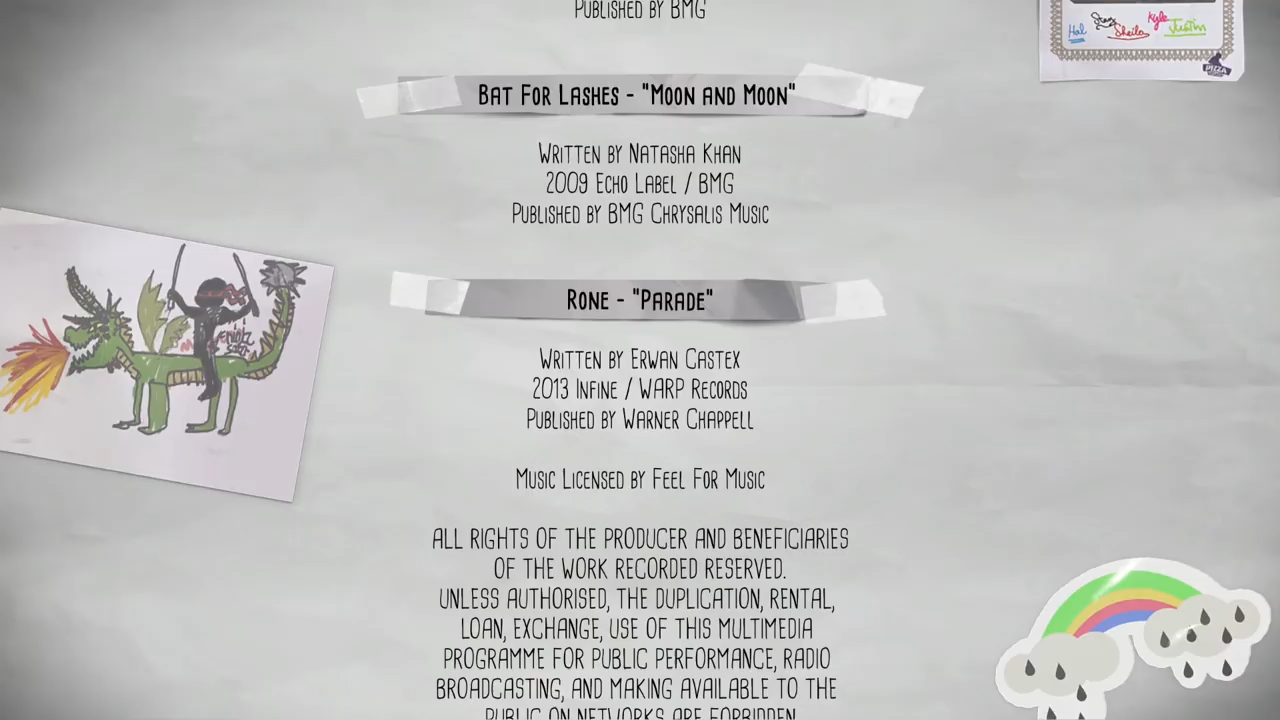 Published by BMG
Hal Stan Sheila Kyle Justin
PIZZA
Bat For Lashes - "Moon and Moon"
Written by Natasha Khan
2009 Echo Label / BMG
Published by BMG Chrysalis Music
Rone - "Parade"
Written by Erwan Castex
2013 Infine / WARP Records
Published by Warner Chappell
Music Licensed by Feel For Music
ALL RIGHTS OF THE PRODUCER AND BENEFICIARIES
OF THE WORK RECORDED RESERVED.
UNLESS AUTHORISED, THE DUPLICATION, RENTAL,
LOAN, EXCHANGE, USE OF THIS MULTIMEDIA
PROGRAMME FOR PUBLIC PERFORMANCE, RADIO
BROADCASTING, AND MAKING AVAILABLE TO THE
PUBLIC ON NETWORKS ARE FORBIDDEN.